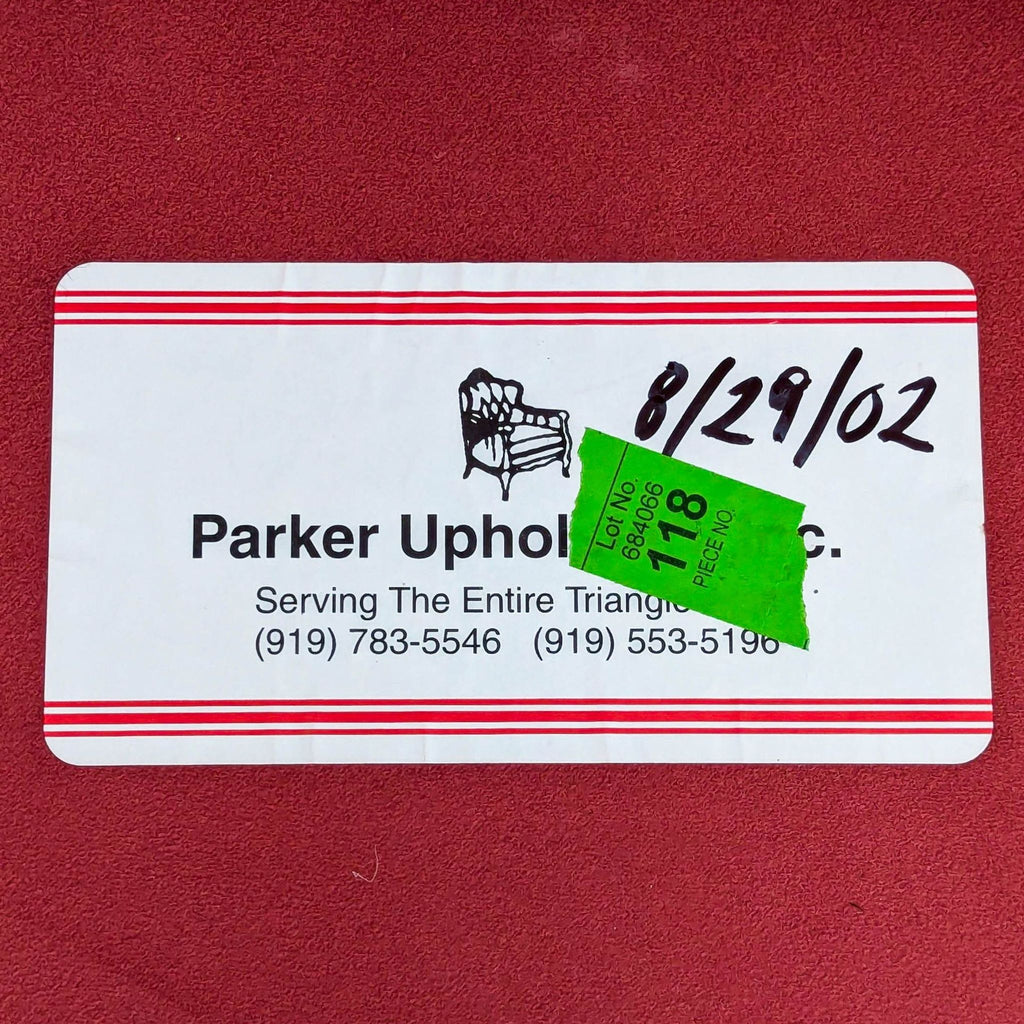 8/29/02
Parker Uphol c.
Serving The Entire Triangle
(919) 783-5546 (919) 553-5196
Lot No.
684066
118
PIECE NO.